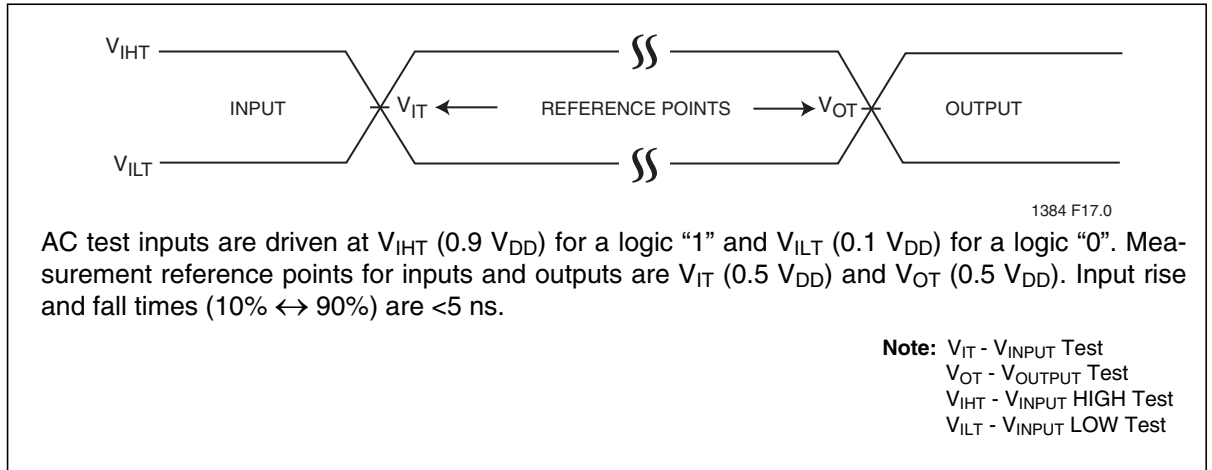 VIHT
INPUT VIT REFERENCE POINTS VOT OUTPUT
VILT
1384 F17.0
AC test inputs are driven at VIHT (0.9 VDD) for a logic “1” and VILT (0.1 VDD) for a logic “0”. Mea-
surement reference points for inputs and outputs are VIT (0.5 VDD) and VOT (0.5 VDD). Input rise
and fall times (10% ↔ 90%) are <5 ns.
Note: VIT - VINPUT Test
VOT - VOUTPUT Test
VIHT - VINPUT HIGH Test
VILT - VINPUT LOW Test